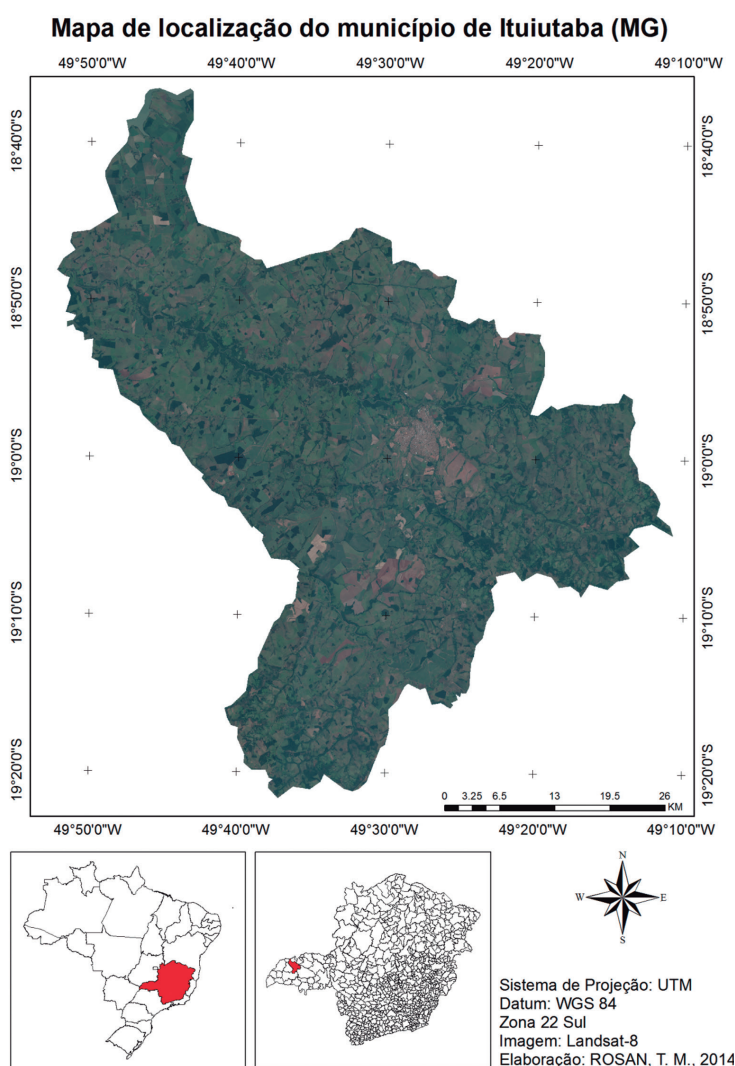 Mapa de localização do município de Ituiutaba (MG)
49°50'0"W 49°40'0"W 49°30'0"W 49°20'0"W 49°10'0"W
18°40'0"S 18°40'0"S
18°50'0"S 18°50'0"S
19°0'0"S 19°0'0"S
19°10'0"S 19°10'0"S
19°20'0"S 19°20'0"S
0 3.25 6.5 13 19.5 26
KM
49°50'0"W 49°40'0"W 49°30'0"W 49°20'0"W 49°10'0"W
N
W E
S
Sistema de Projeção: UTM
Datum: WGS 84
Zona 22 Sul
Imagem: Landsat-8
Elaboração: ROSAN, T. M., 2014